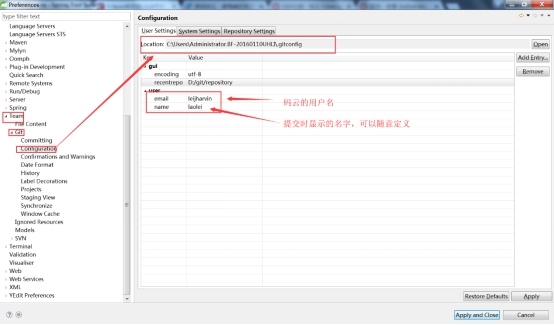 Preferences
type filter text
Language Servers
Language Servers STS
Maven
Mylyn
Oomph
Plug-in Development
Quick Search
Remote Systems
Run/Debug
Server
Spring
Team
File Content
Git
Committing
Configuration
Confirmations and Warnings
Date Format
History
Label Decorations
Projects
Staging View
Synchronize
Window Cache
Ignored Resources
Models
SVN
Terminal
Validation
Visualiser
Web
Web Services
XML
YEdit Preferences
Configuration
User Settings System Settings Repository Settings
Location: C:\Users\Administrator.BF-20160110UHLD\.gitconfig Open
Key Value Add Entry...
gui Remove
encoding utf-8
recentrepo D:/git/repository
user
email leijharvin 码云的用户名
name laolei 提交时显示的名字，可以随意定义
Restore Defaults Apply
Apply and Close Cancel